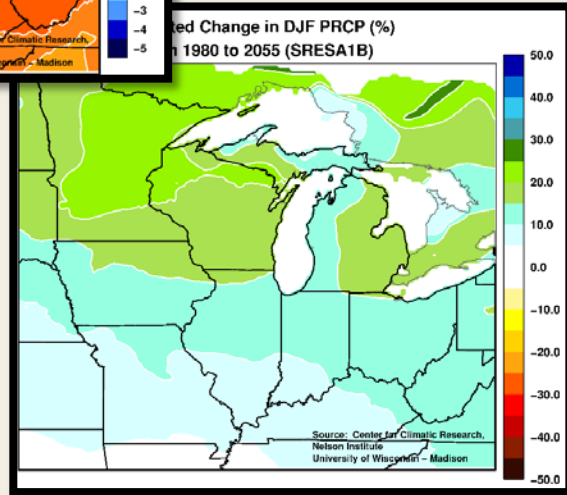 -3
-4
-5
Climatic Research,
Madison
Change in DJF PRCP (%)
1980 to 2055 (SRESA1B)
50.0
40.0
30.0
20.0
10.0
0.0
-10.0
-20.0
-30.0
-40.0
-50.0
Source: Center for Climatic Research,
Nelson Institute
University of Wisconsin - Madison